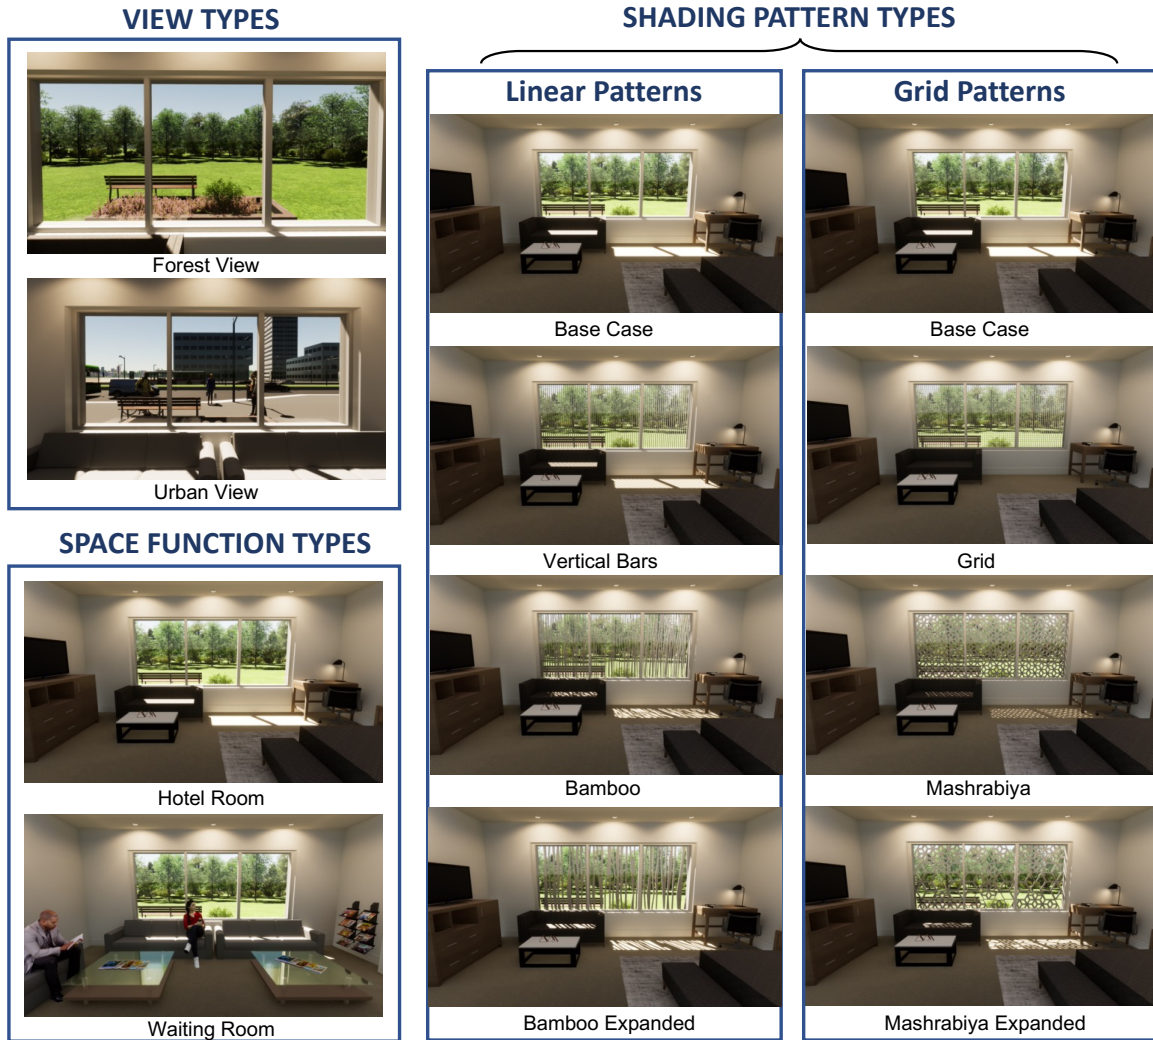 VIEW TYPES
Forest View
Urban View
SPACE FUNCTION TYPES
Hotel Room
Waiting Room
SHADING PATTERN TYPES
Linear Patterns
Base Case
Vertical Bars
Bamboo
Bamboo Expanded
Grid Patterns
Base Case
Grid
Mashrabiya
Mashrabiya Expanded